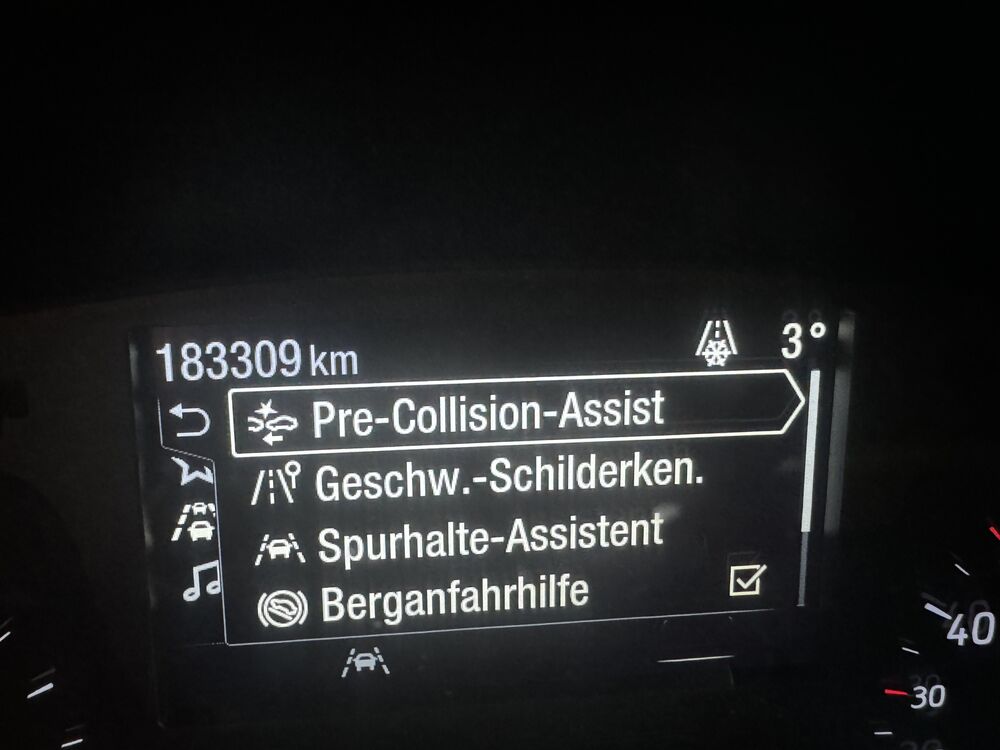 183309 km
3°
Pre-Collision-Assist
Geschw.-Schilderken.
Spurhalte-Assistent
Berganfahrhilfe
40
30